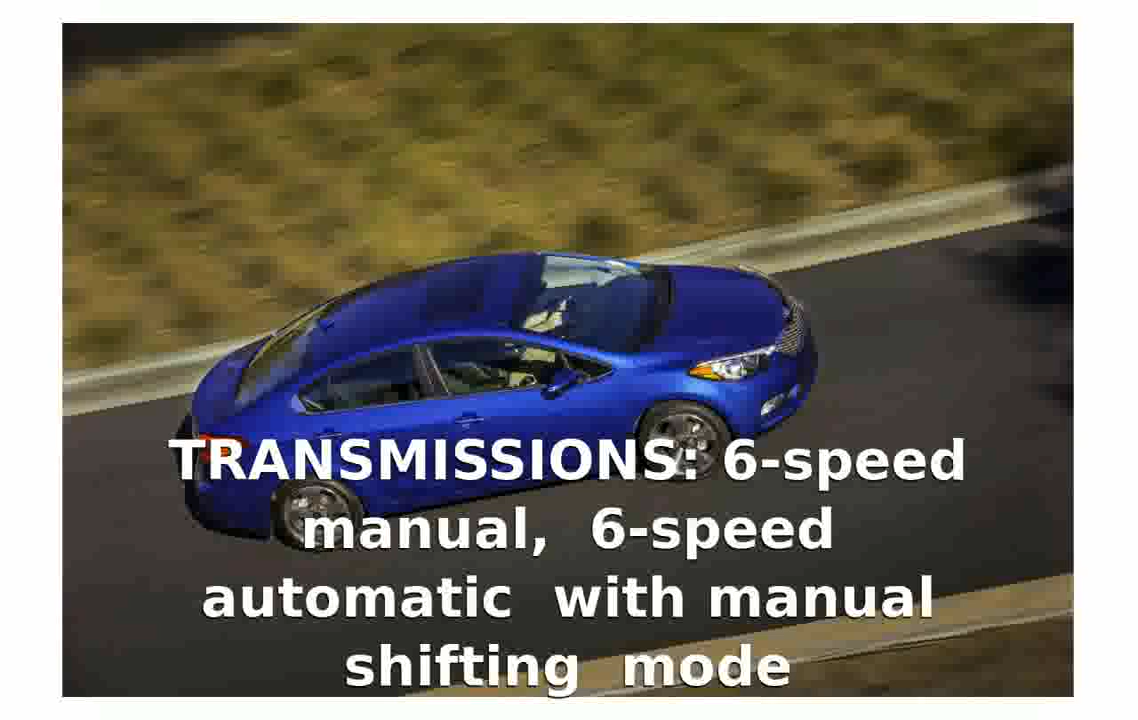 TRANSMISSIONS: 6-speed
manual, 6-speed
automatic with manual
shifting mode